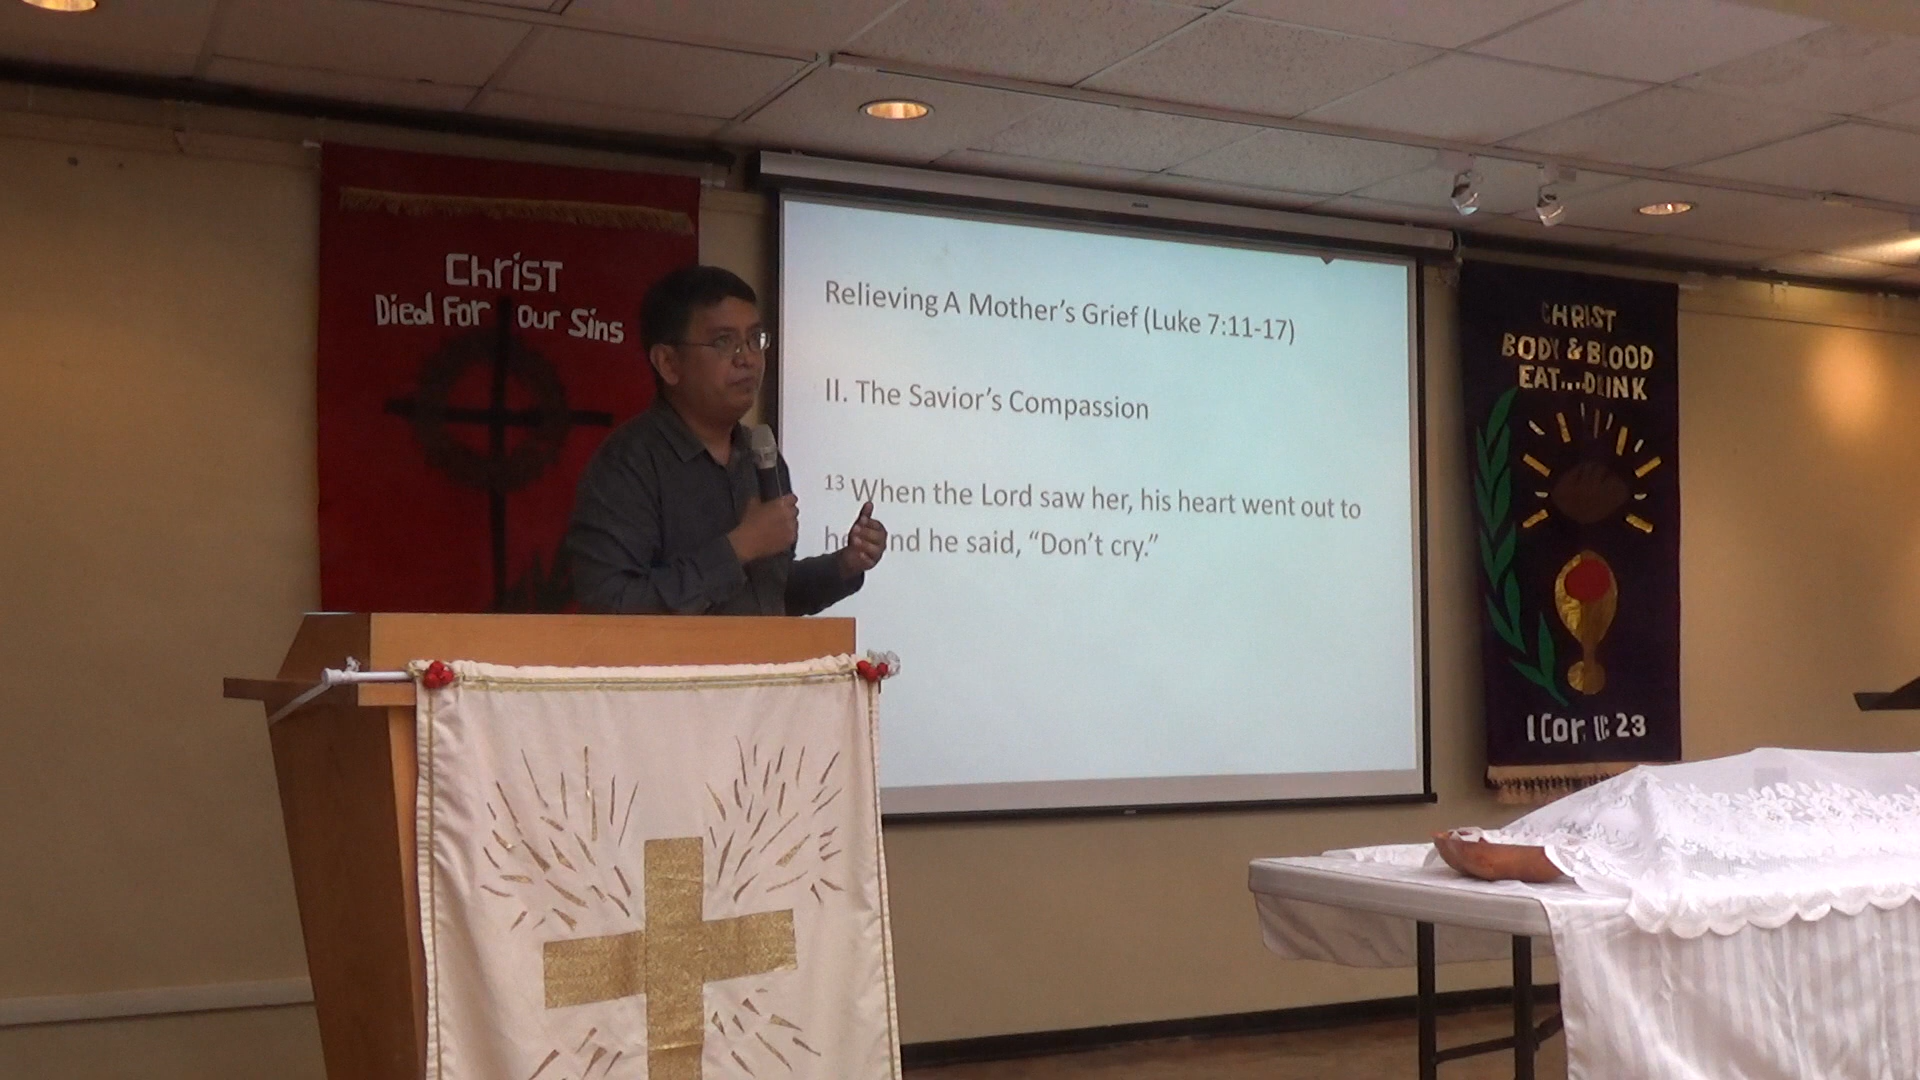 Christ
Died For our Sins
Relieving A Mother's Grief (Luke 7:11-17)
II. The Savior's Compassion
13 When the Lord saw her, his heart went out to
and he said, "Don't cry."
CHRIST
BODY & BLOOD
EAT....DRINK
I Cor. 11: 23